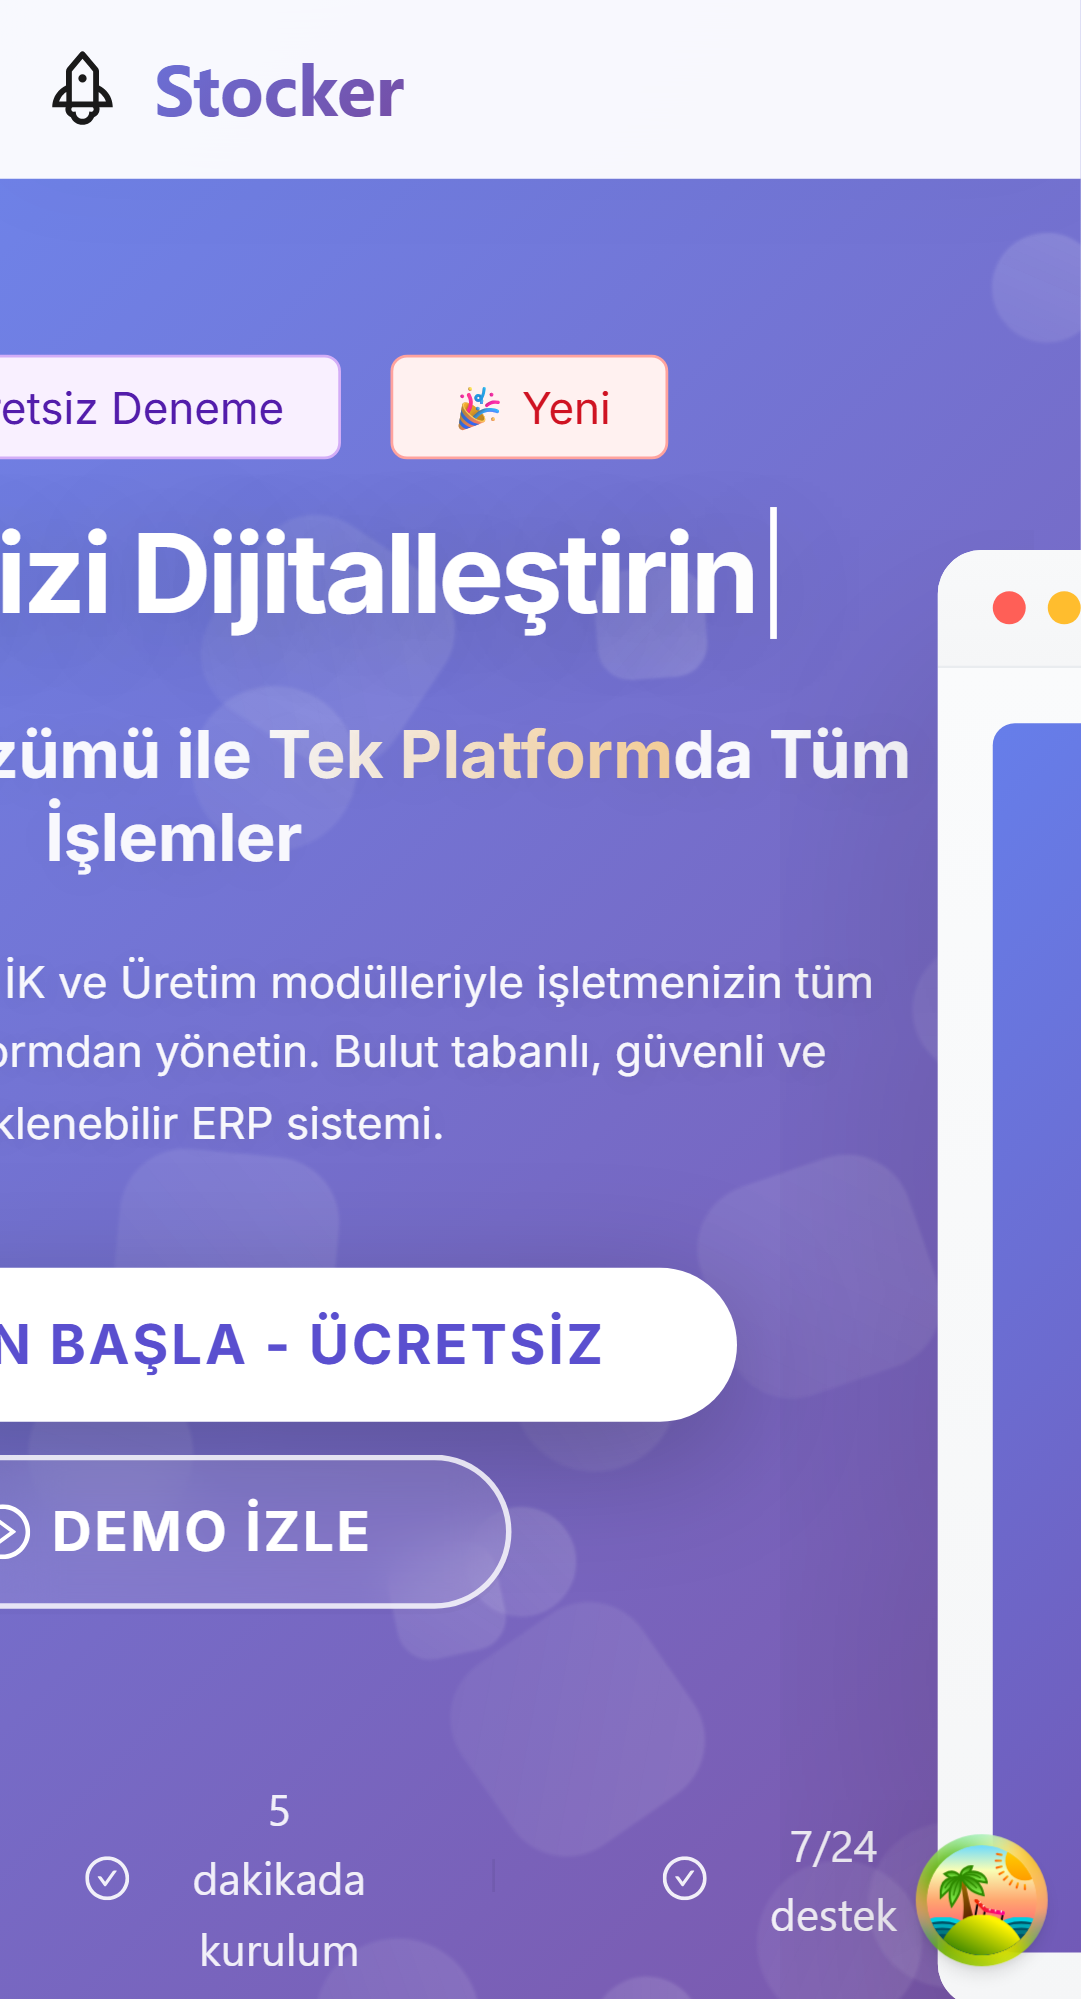 Stocker
retsiz Deneme
🎉 Yeni
izi Dijitalleştirin
zümü ile Tek Platformda Tüm
İşlemler
İK ve Üretim modülleriyle işletmenizin tüm
ormdan yönetin. Bulut tabanlı, güvenli ve
klenebilir ERP sistemi.
N BAŞLA - ÜCRETSİZ
DEMO İZLE
5
dakikada
kurulum
7/24
destek